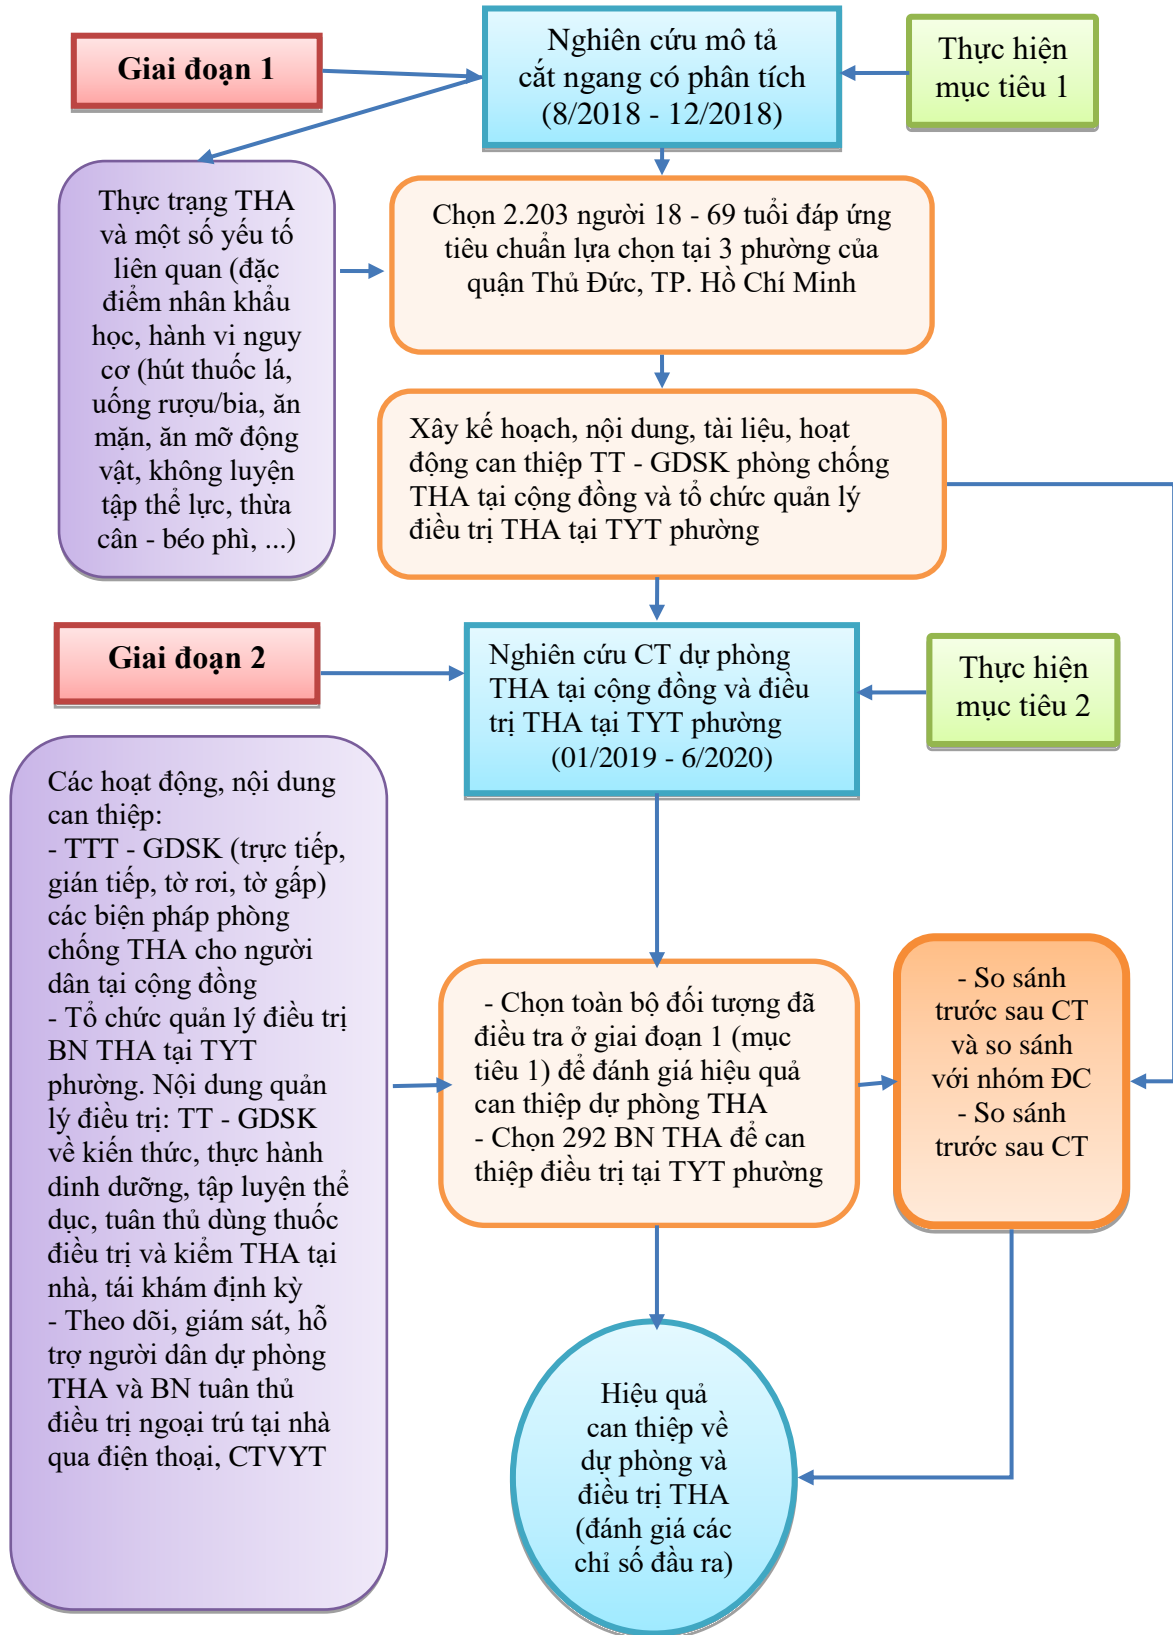 Giai đoạn 1
Nghiên cứu mô tả
cắt ngang có phân tích
(8/2018 - 12/2018)
Thực hiện
mục tiêu 1
Thực trạng THA
và một số yếu tố
liên quan (đặc
điểm nhân khẩu
học, hành vi nguy
cơ (hút thuốc lá,
uống rượu/bia, ăn
mặn, ăn mỡ động
vật, không luyện
tập thể lực, thừa
cân - béo phì, ...)
Chọn 2.203 người 18 - 69 tuổi đáp ứng
tiêu chuẩn lựa chọn tại 3 phường của
quận Thủ Đức, TP. Hồ Chí Minh
Xây kế hoạch, nội dung, tài liệu, hoạt
động can thiệp TT - GDSK phòng chống
THA tại cộng đồng và tổ chức quản lý
điều trị THA tại TYT phường
Giai đoạn 2
Nghiên cứu CT dự phòng
THA tại cộng đồng và điều
trị THA tại TYT phường
(01/2019 - 6/2020)
Thực hiện
mục tiêu 2
Các hoạt động, nội dung
can thiệp:
- TTT - GDSK (trực tiếp,
gián tiếp, tờ rơi, tờ gấp)
các biện pháp phòng
chống THA cho người
dân tại cộng đồng
- Tổ chức quản lý điều trị
BN THA tại TYT
phường. Nội dung quản
lý điều trị: TT - GDSK
về kiến thức, thực hành
dinh dưỡng, tập luyện thể
dục, tuân thủ dùng thuốc
điều trị và kiểm THA tại
nhà, tái khám định kỳ
- Theo dõi, giám sát, hỗ
trợ người dân dự phòng
THA và BN tuân thủ
điều trị ngoại trú tại nhà
qua điện thoại, CTVYT
- Chọn toàn bộ đối tượng đã
điều tra ở giai đoạn 1 (mục
tiêu 1) để đánh giá hiệu quả
can thiệp dự phòng THA
- Chọn 292 BN THA để can
thiệp điều trị tại TYT phường
- So sánh
trước sau CT
và so sánh
với nhóm ĐC
- So sánh
trước sau CT
Hiệu quả
can thiệp về
dự phòng và
điều trị THA
(đánh giá các
chỉ số đầu ra)